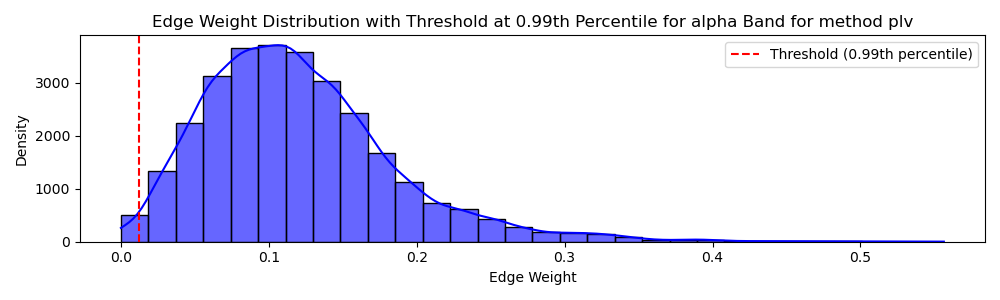 Edge Weight Distribution with Threshold at 0.99th Percentile for alpha Band for method plv
Threshold (0.99th percentile)
Density
3000
2000
1000
0
0.0 0.1 0.2 0.3 0.4 0.5
Edge Weight